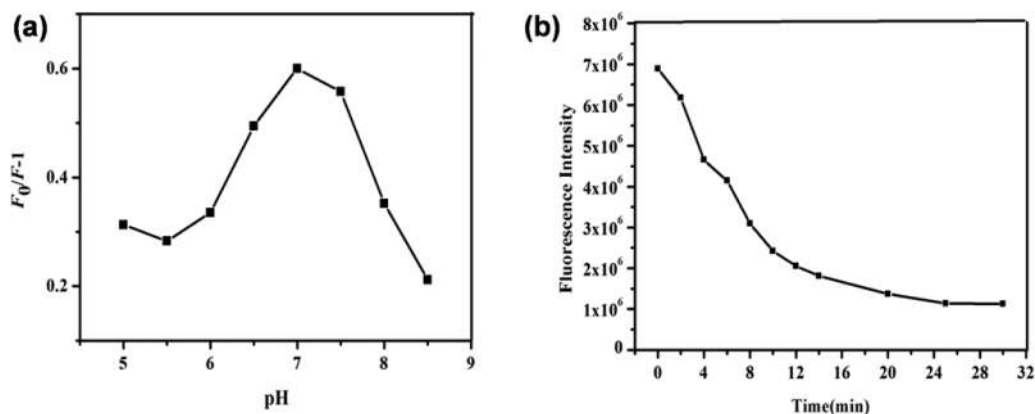 (a)
F0/F-1
0.6
0.4
0.2
5
6
7
8
9
pH
(b)
Fluorescence Intensity
8x10^6
7x10^6
6x10^6
5x10^6
4x10^6
3x10^6
2x10^6
1x10^6
0
0
4
8
12
16
20
24
28
32
Time(min)